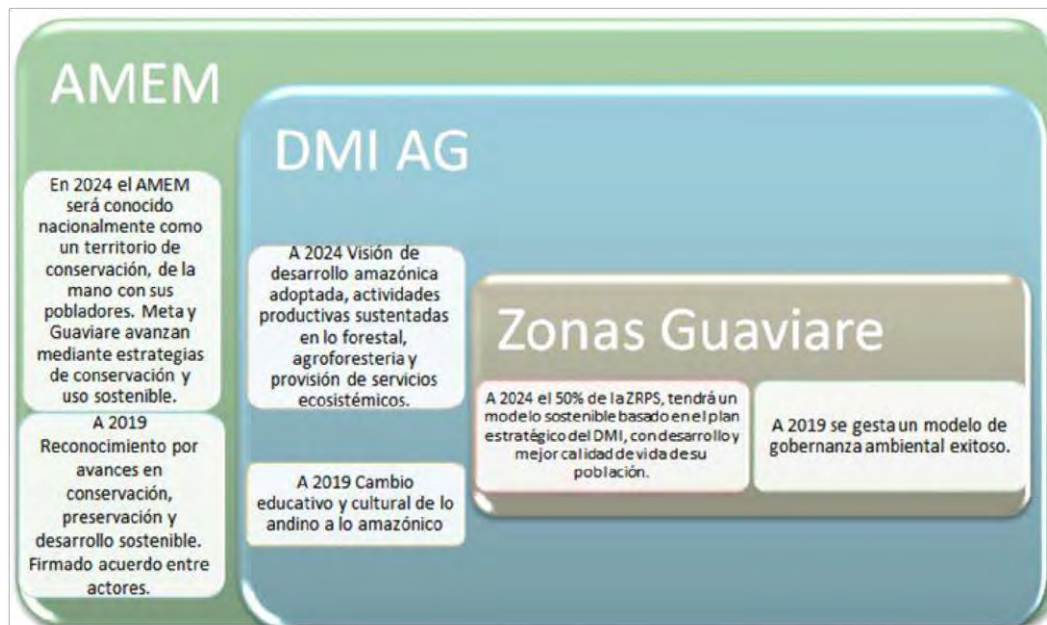 AMEM
En 2024 el AMEM
será conocido
nacionalmente como
un territorio de
conservación, de la
mano con sus
pobladores. Meta y
Guaviare avanzan
mediante estrategias
de conservación y
uso sostenible.
A 2019
Reconocimiento por
avances en
conservación,
preservación y
desarrollo sostenible.
Firmado acuerdo entre
actores.
DMI AG
A 2024 Visión de
desarrollo amazónica
adoptada, actividades
productivas sustentadas
en lo forestal,
agroforesteria y
provisión de servicios
ecosistémicos.
A 2019 Cambio
educativo y cultural de lo
andino a lo amazónico
Zonas Guaviare
A 2024 el 50% de la ZRPS, tendrá un
modelo sostenible basado en el plan
estratégico del DMI, con desarrollo y
mejor calidad de vida de su
población.
A 2019 se gesta un modelo de
gobernanza ambiental exitoso.